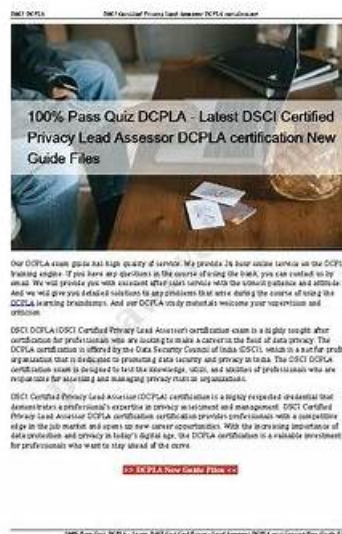 DSCI DCPLA
DSCI Certified Privacy Lead Assessor DCPLA certification
100% Pass Quiz DCPLA - Latest DSCI Certified
Privacy Lead Assessor DCPLA certification New
Guide Files
Our DCPLA exam guide has high quality of service. We provide 24 hour online service on the DCPLA
training engine. If you have any questions in the course of using the bank, you can contact us by
email. We will provide you with excellent after-sales service with the utmost patience and attitude.
And we will give you detailed solutions to any problems that arise during the course of using the
DCPLA learning braindumps. And our DCPLA study materials welcome your supervision and
criticism.
DSCI DCPLA (DSCI Certified Privacy Lead Assessor) certification exam is a highly sought after
certification for professionals who are looking to make a career in the field of data privacy. The
DCPLA certification is offered by the Data Security Council of India (DSCI), which is a not for profit
organization that is dedicated to promoting data security and privacy in India. The DSCI DCPLA
certification exam is designed to test the knowledge, skills, and abilities of professionals who are
responsible for assessing and managing privacy risks in organizations.
DSCI Certified Privacy Lead Assessor (DCPLA) certification is a highly respected credential that
demonstrates a professional's expertise in privacy assessment and management. DSCI Certified
Privacy Lead Assessor DCPLA certification certification provides professionals with a competitive
edge in the job market and opens up new career opportunities. With the increasing importance of
data protection and privacy in today's digital age, the DCPLA certification is a valuable investment
for professionals who want to stay ahead of the curve.
>> DCPLA New Guide Files <<